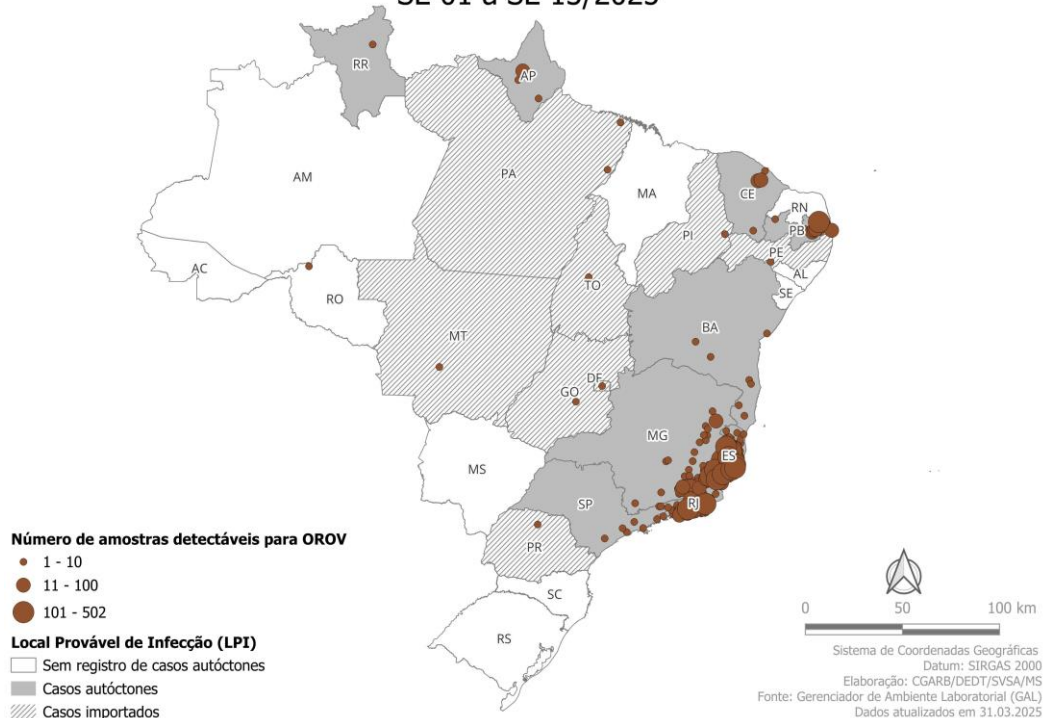 SE 01 a SE 13/2025
RR
AP
AM
PA
MA
CE
RN
PB
PI
PE
AL
SE
AC
RO
TO
BA
MT
DF
GO
MG
ES
MS
SP
RJ
PR
SC
RS
Número de amostras detectáveis para OROV
1 - 10
11 - 100
101 - 502
Local Provável de Infecção (LPI)
Sem registro de casos autóctones
Casos autóctones
Casos importados
0 50 100 km
Sistema de Coordenadas Geográficas
Datum: SIRGAS 2000
Elaboração: CGARB/DEDT/SVSA/MS
Fonte: Gerenciador de Ambiente Laboratorial (GAL)
Dados atualizados em 31.03.2025